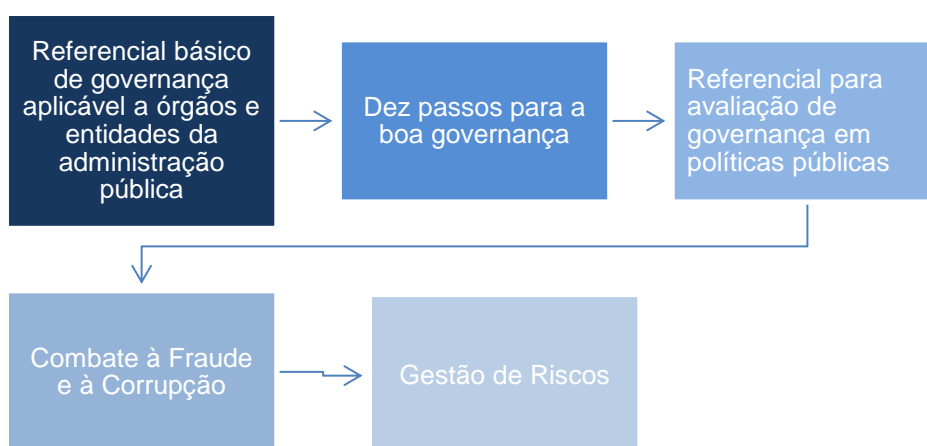 Referencial básico
de governança
aplicável a órgãos e
entidades da
administração
pública
Dez passos para a
boa governança
Referencial para
avaliação de
governança em
políticas públicas
Combate à Fraude
e à Corrupção
Gestão de Riscos